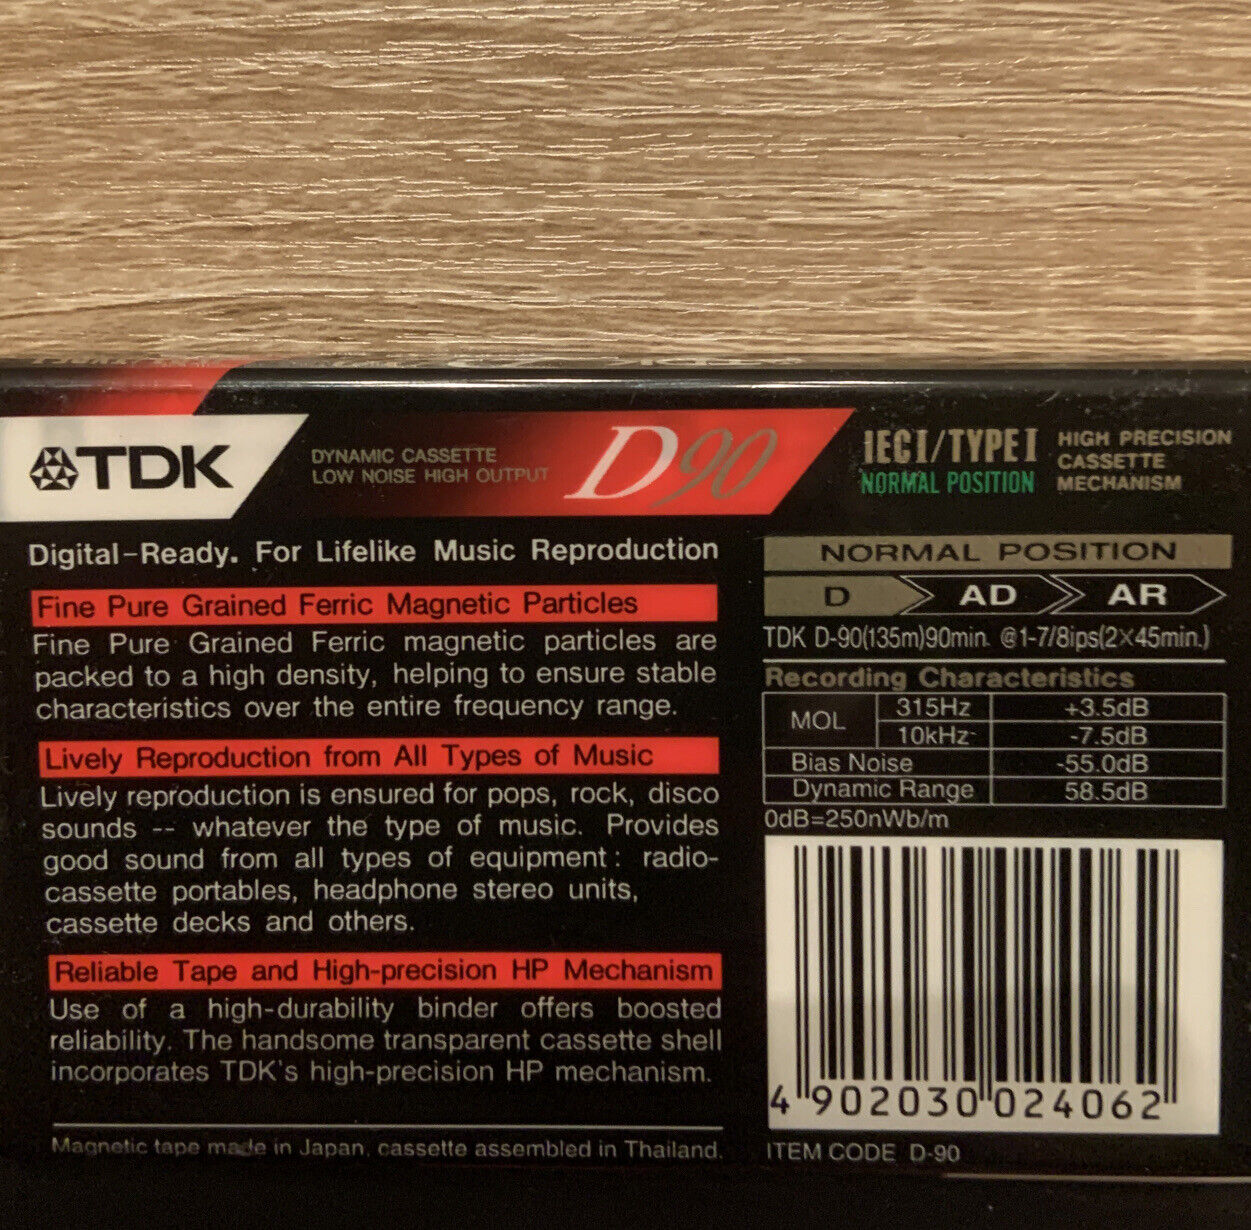 TDK
DYNAMIC CASSETTE
LOW NOISE HIGH OUTPUT
D90
IECI/TYPE I
NORMAL POSITION
HIGH PRECISION
CASSETTE
MECHANISM
Digital-Ready. For Lifelike Music Reproduction
Fine Pure Grained Ferric Magnetic Particles
Fine Pure Grained Ferric magnetic particles are
packed to a high density, helping to ensure stable
characteristics over the entire frequency range.
Lively Reproduction from All Types of Music
Lively reproduction is ensured for pops, rock, disco
sounds -- whatever the type of music. Provides
good sound from all types of equipment: radio-
cassette portables, headphone stereo units,
cassette decks and others.
Reliable Tape and High-precision HP Mechanism
Use of a high-durability binder offers boosted
reliability. The handsome transparent cassette shell
incorporates TDK's high-precision HP mechanism.
Magnetic tape made in Japan, cassette assembled in Thailand.
NORMAL POSITION
D AD AR
TDK D-90(135m)90min. @1-7/8ips(2×45min.)
Recording Characteristics
MOL 315Hz +3.5dB
10kHz -7.5dB
Bias Noise -55.0dB
Dynamic Range 58.5dB
0dB=250nWb/m
4 902030 024062
ITEM CODE D-90